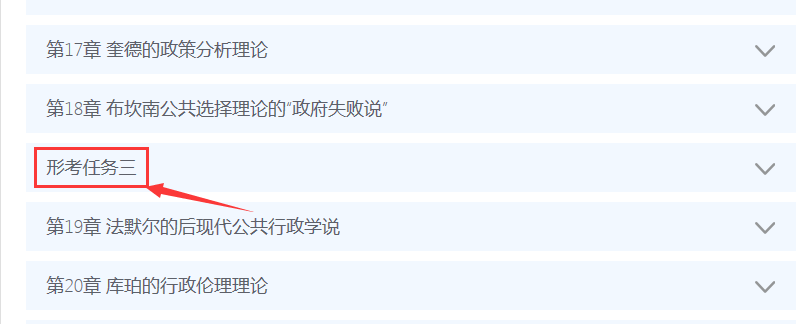 第17章 奎德的政策分析理论
第18章 布坎南公共选择理论的“政府失败说”
形考任务三
第19章 法默尔的后现代公共行政学说
第20章 库珀的行政伦理理论